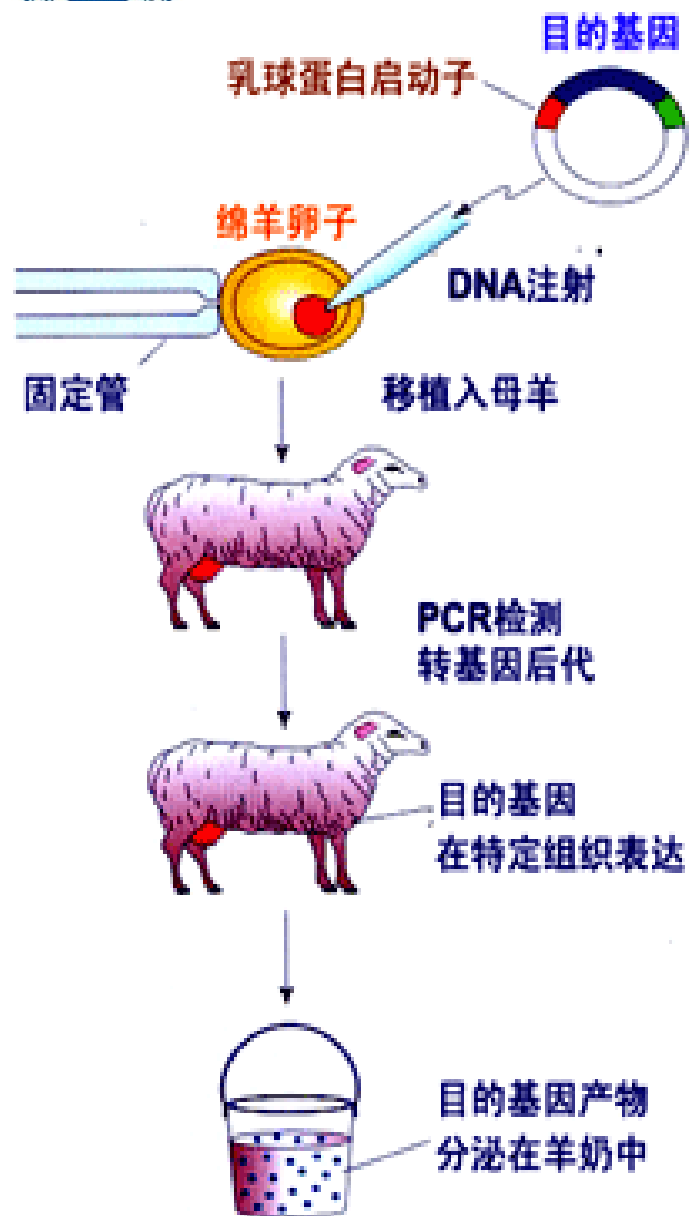 目的基因
乳球蛋白启动子
绵羊卵子
DNA注射
固定管
移植入母羊
PCR检测
转基因后代
目的基因
在特定组织表达
目的基因产物
分泌在羊奶中